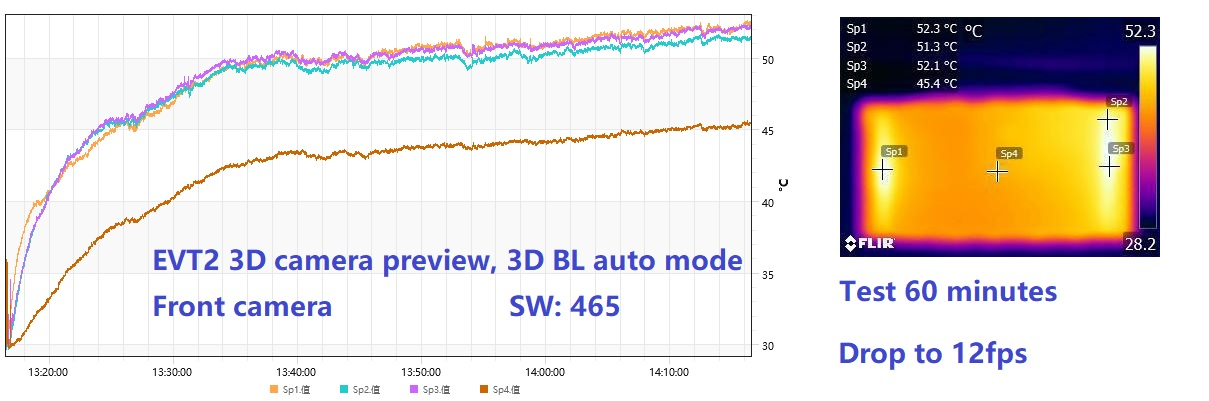 50
45
40
35
30
°C
EVT2 3D camera preview, 3D BL auto mode
Front camera
SW: 465
13:20:00 13:30:00 13:40:00 13:50:00 14:00:00 14:10:00
Sp1.值 Sp2.值 Sp3.值 Sp4.值
Sp1 52.3 °C °C 52.3
Sp2 51.3 °C
Sp3 52.1 °C
Sp4 45.4 °C
Sp2
Sp1 Sp4 Sp3
FLIR 28.2
Test 60 minutes
Drop to 12fps